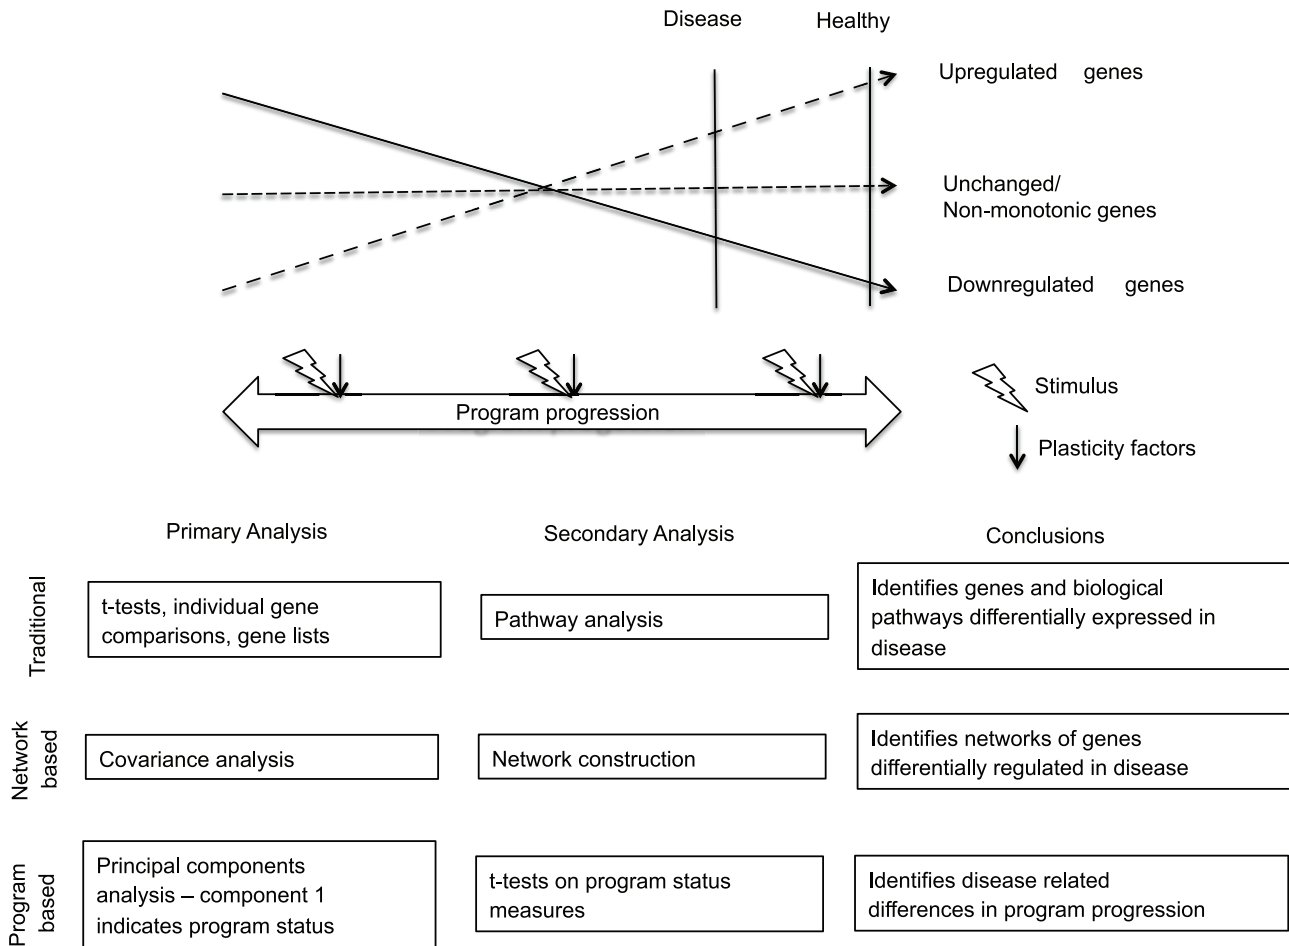 Disease
Healthy
Upregulated genes
Unchanged/
Non-monotonic genes
Downregulated genes
Program progression
Stimulus
Plasticity factors
Primary Analysis
Secondary Analysis
Conclusions
Traditional
t-tests, individual gene
comparisons, gene lists
Pathway analysis
Identifies genes and biological
pathways differentially expressed in
disease
Network
based
Covariance analysis
Network construction
Identifies networks of genes
differentially regulated in disease
Program
based
Principal components
analysis – component 1
indicates program status
t-tests on program status
measures
Identifies disease related
differences in program progression